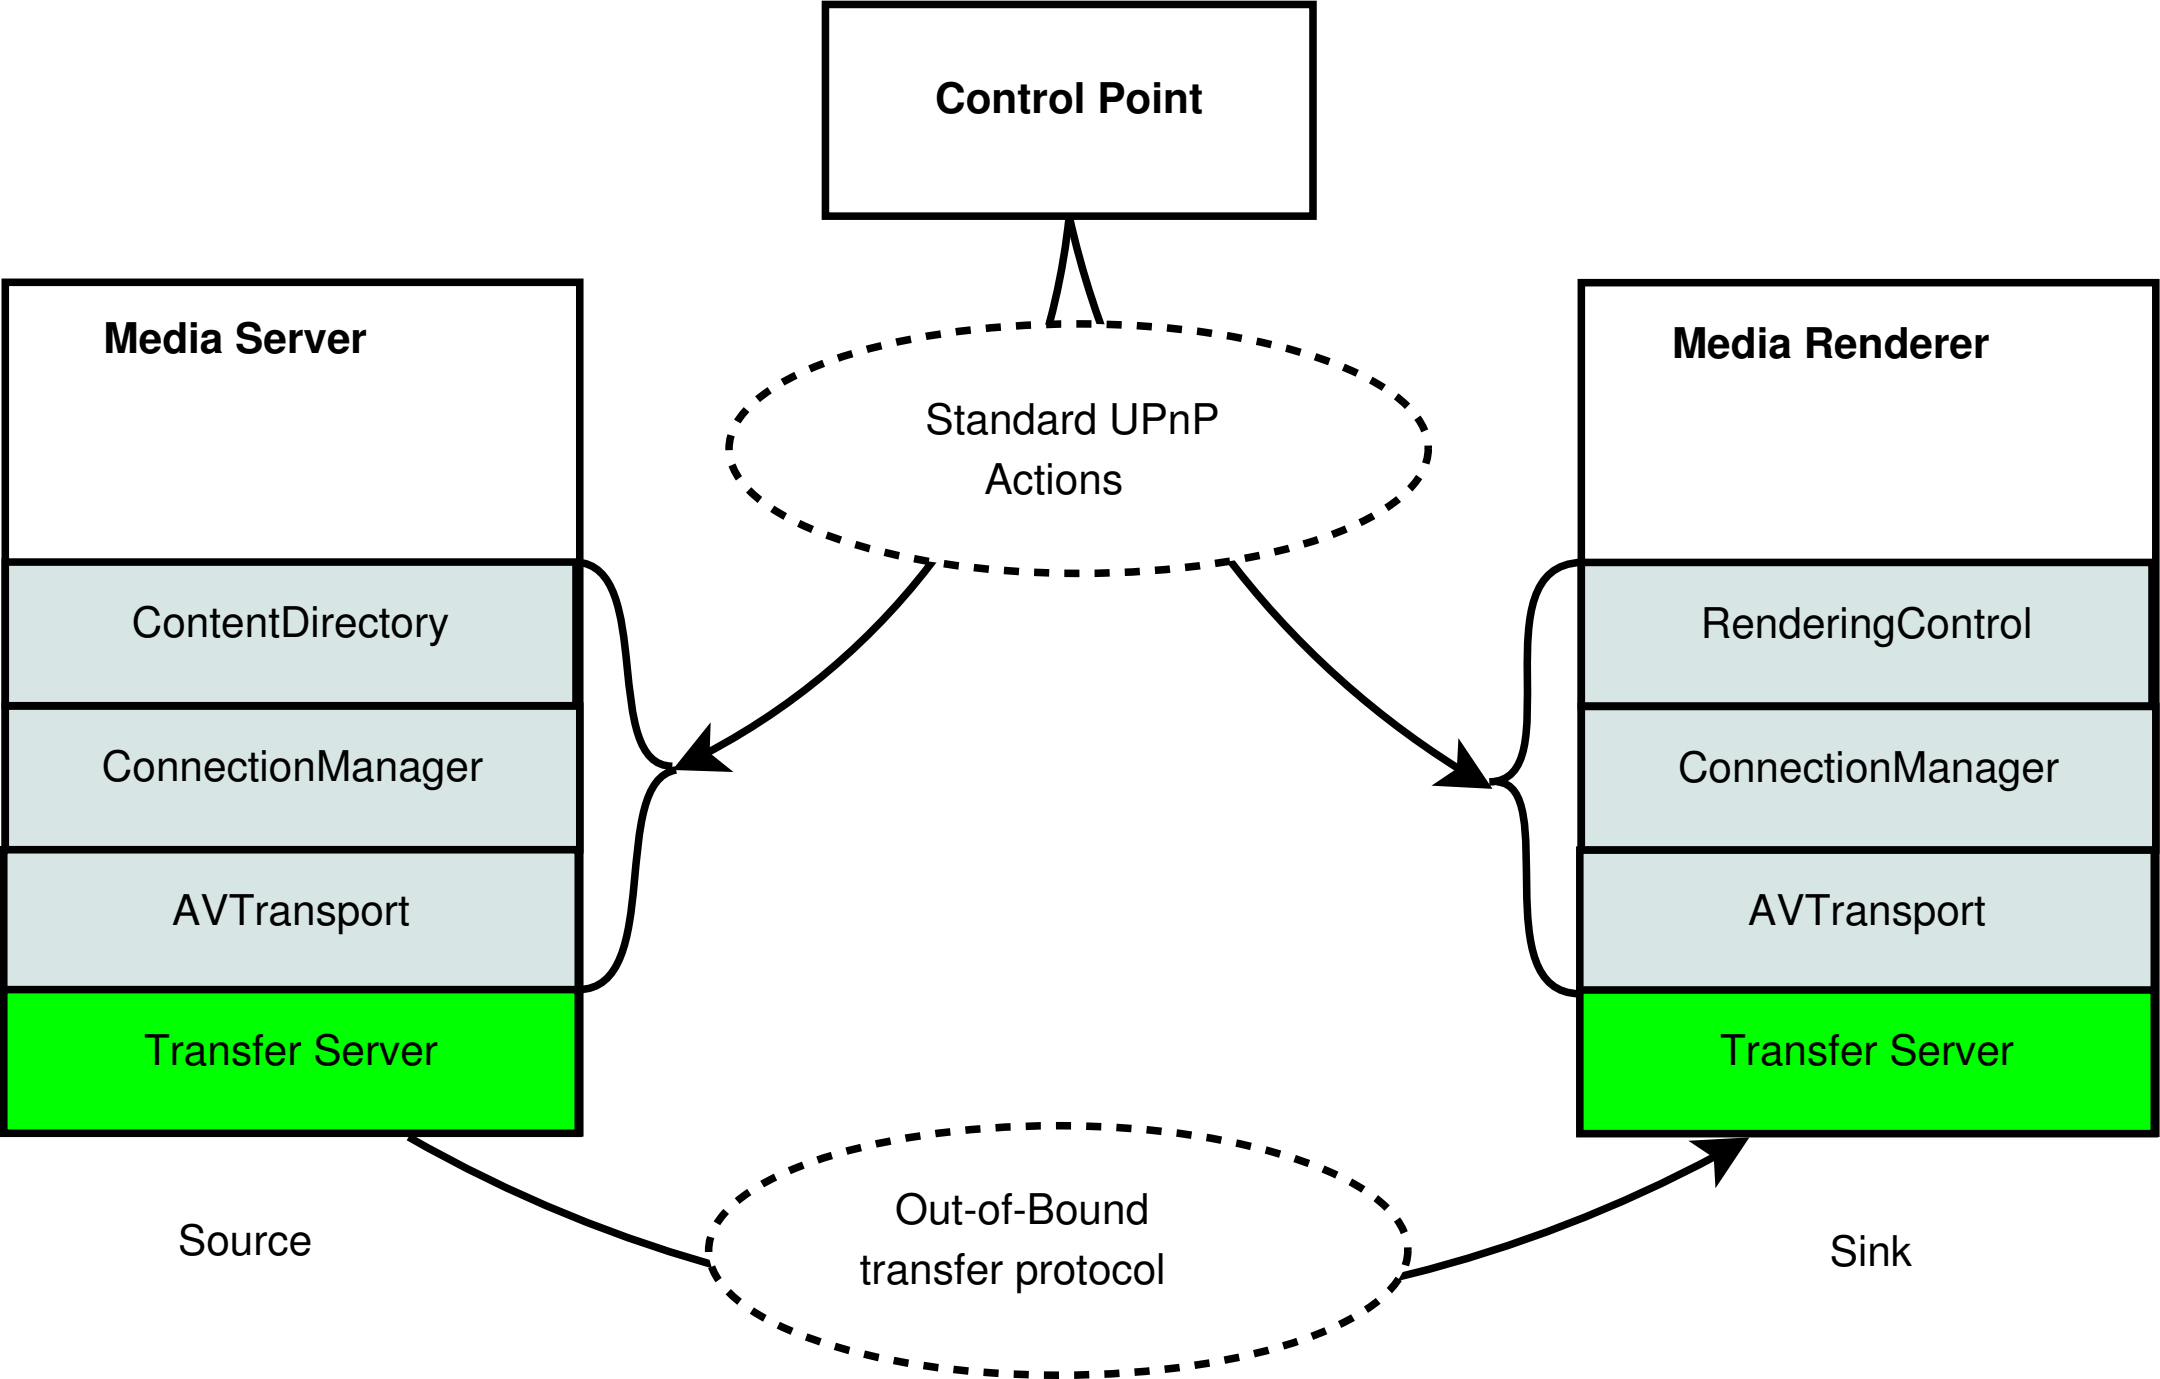 Control Point
Media Server
Media Renderer
Standard UPnP
Actions
ContentDirectory
ConnectionManager
AVTransport
Transfer Server
RenderingControl
ConnectionManager
AVTransport
Transfer Server
Out-of-Bound
transfer protocol
Source
Sink